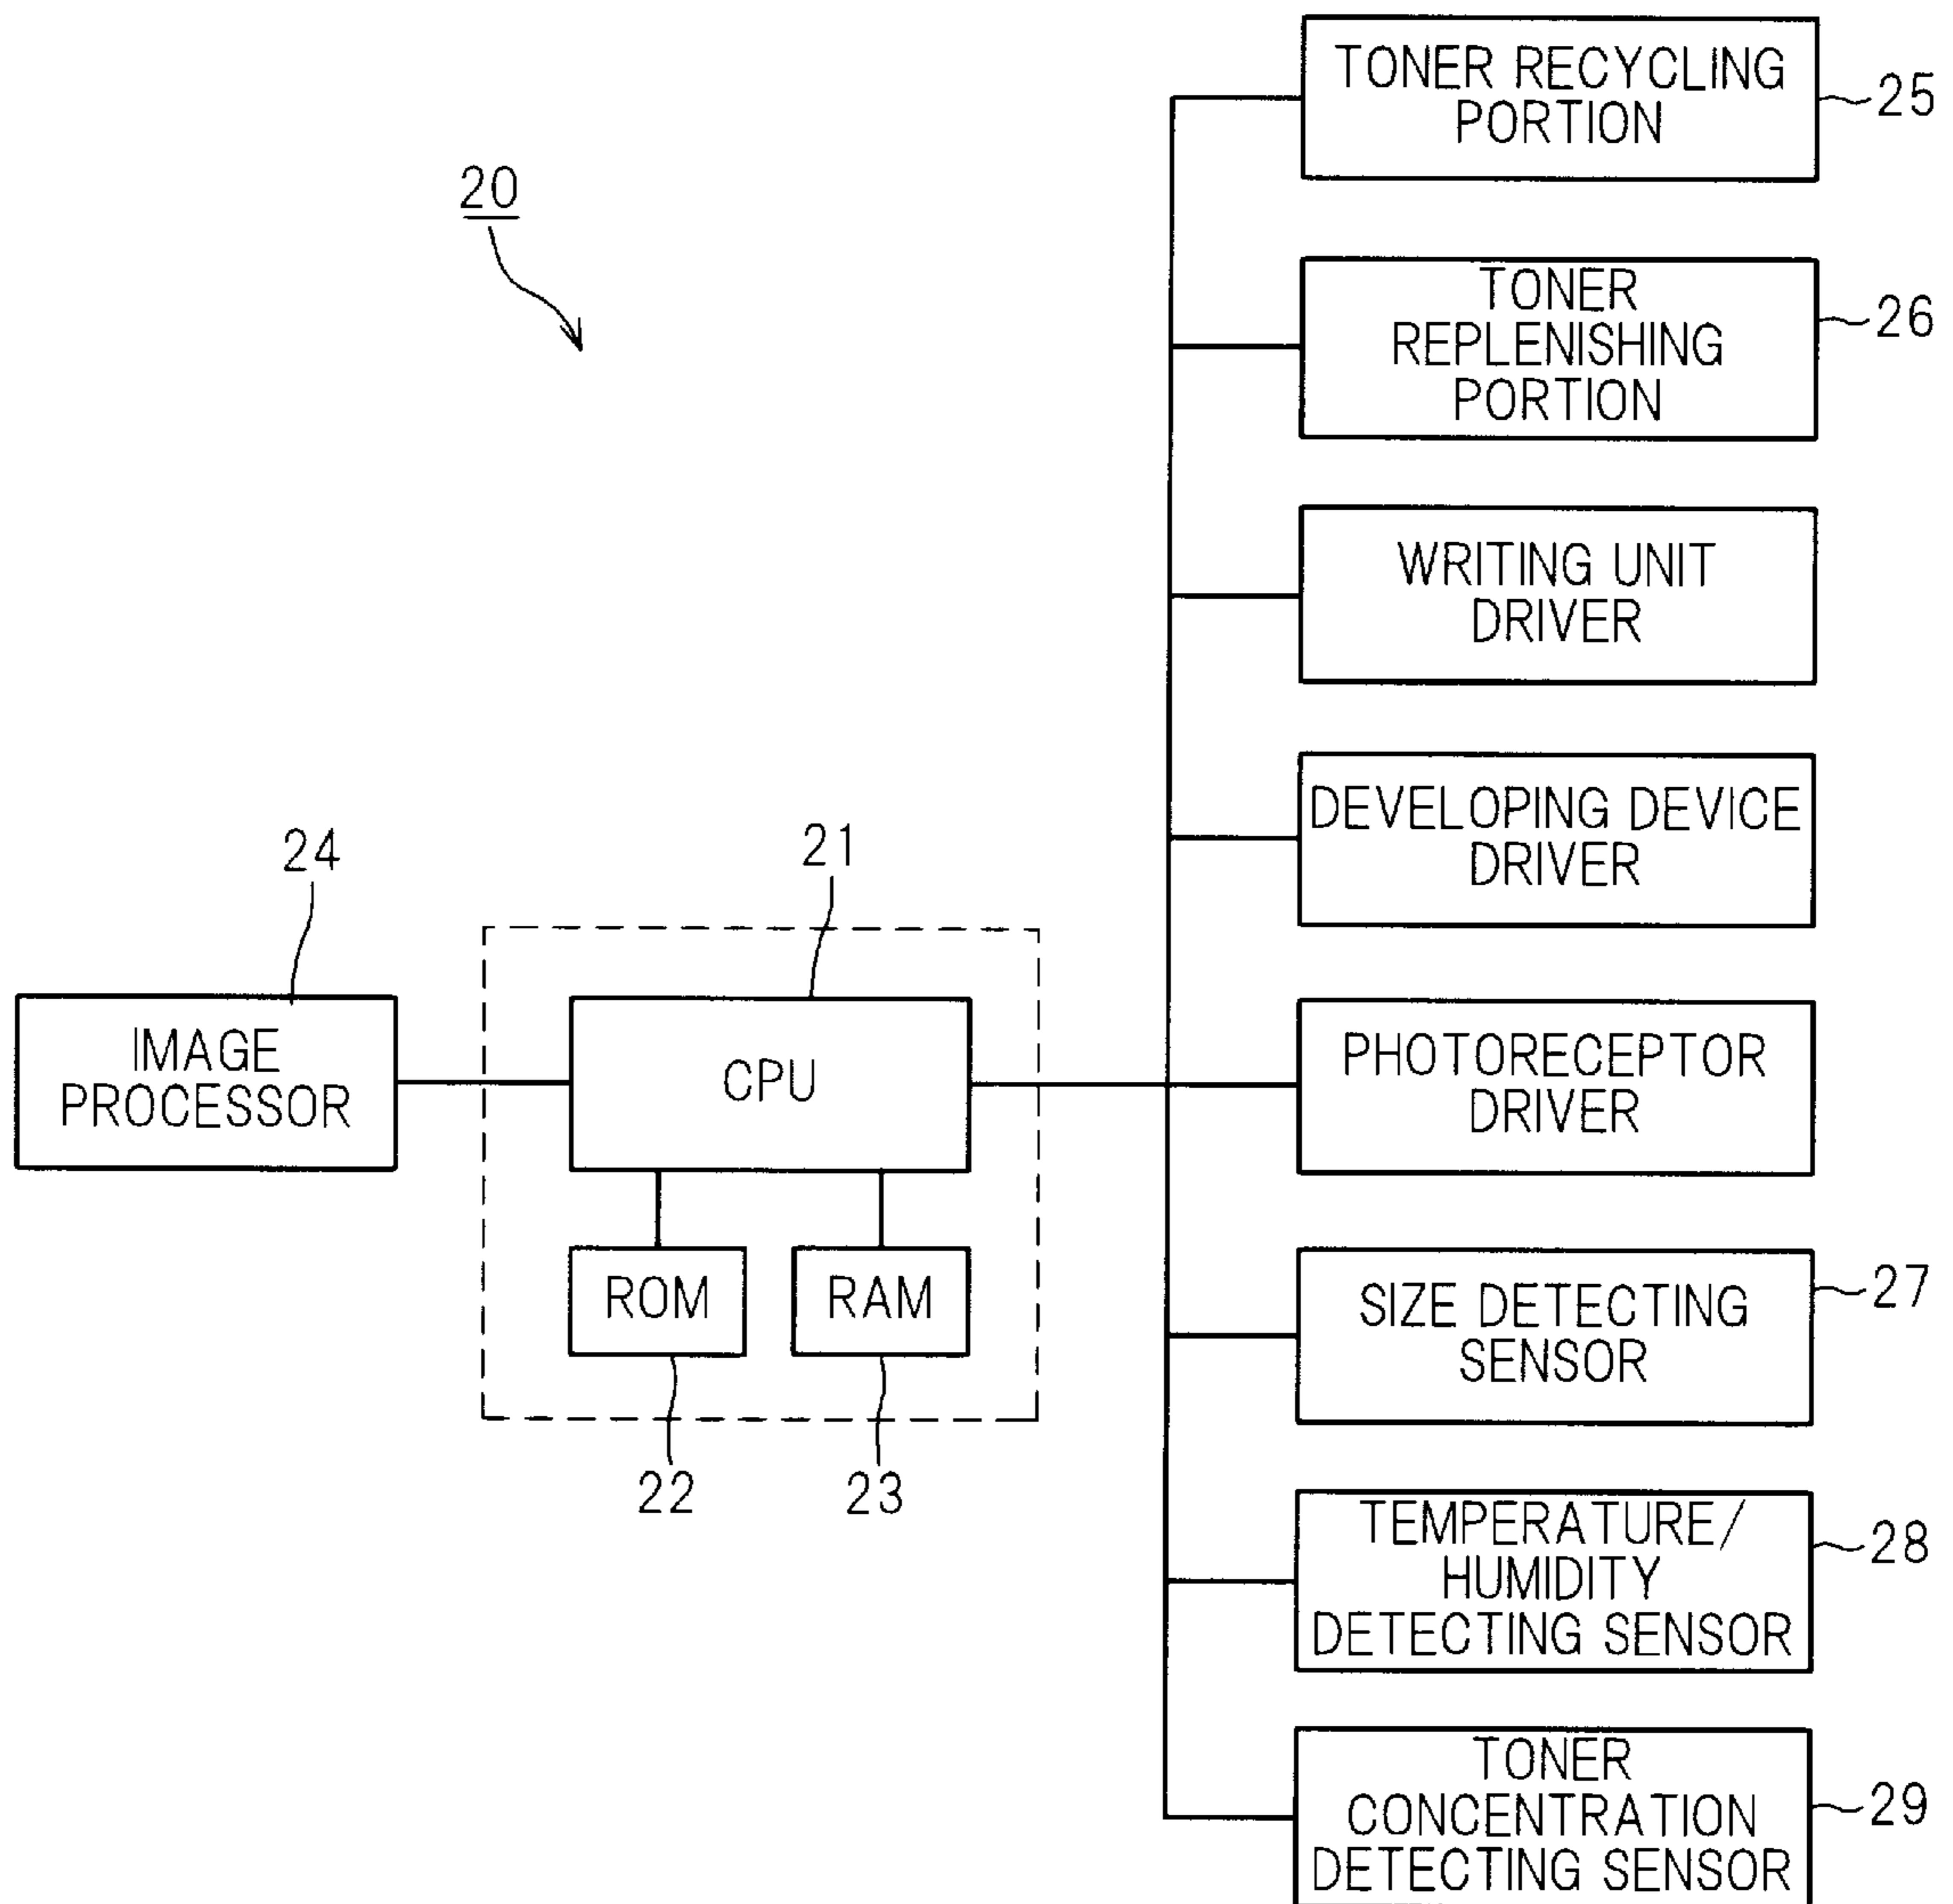 TONER RECYCLING
PORTION
25
20
TONER
REPLENISHING
PORTION
26
WRITING UNIT
DRIVER
DEVELOPING DEVICE
DRIVER
24
21
IMAGE
PROCESSOR
CPU
PHOTORECEPTOR
DRIVER
ROM
RAM
SIZE DETECTING
SENSOR
27
22
23
TEMPERATURE/
HUMIDITY
DETECTING SENSOR
28
TONER
CONCENTRATION
DETECTING SENSOR
29